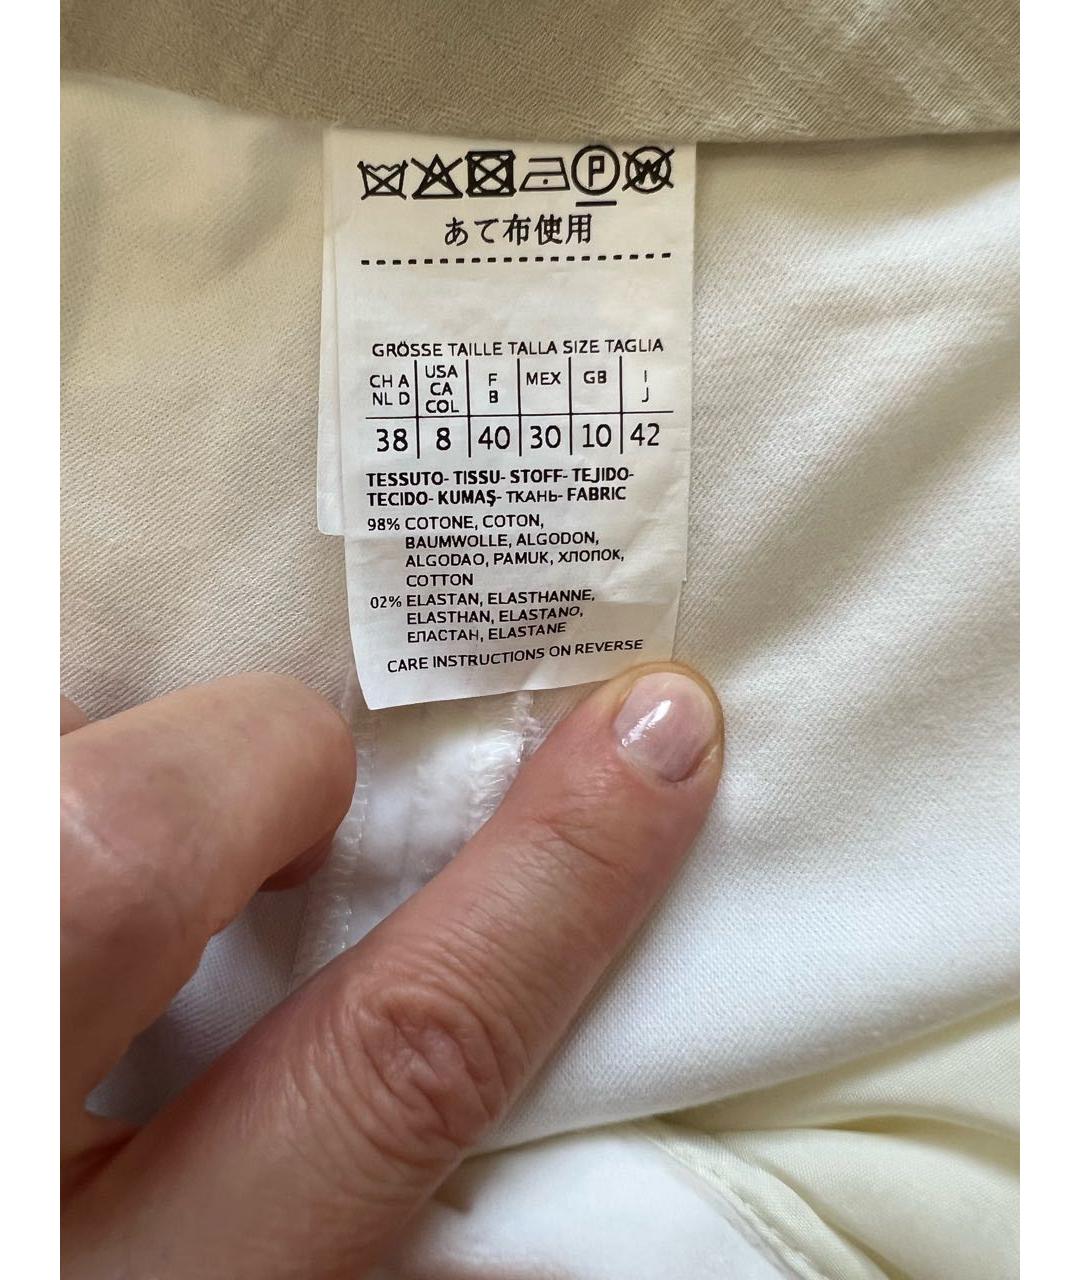 P W
あて布使用
GRÖSSE TAILLE TALLA SIZE TAGLIA
CH A NL D USA CA COL F B MEX GB I J
38 8 40 30 10 42
TESSUTO- TISSU- STOFF- TEJIDO-
TECIDO- KUMAŞ- ТКАНЬ- FABRIC
98% COTONE, COTON,
BAUMWOLLE, ALGODON,
ALGODAO, PAMUK, ХЛОПОК,
COTTON
02% ELASTAN, ELASTHANNE,
ELASTHAN, ELASTANO,
ЕЛАСТАН, ELASTANE
CARE INSTRUCTIONS ON REVERSE